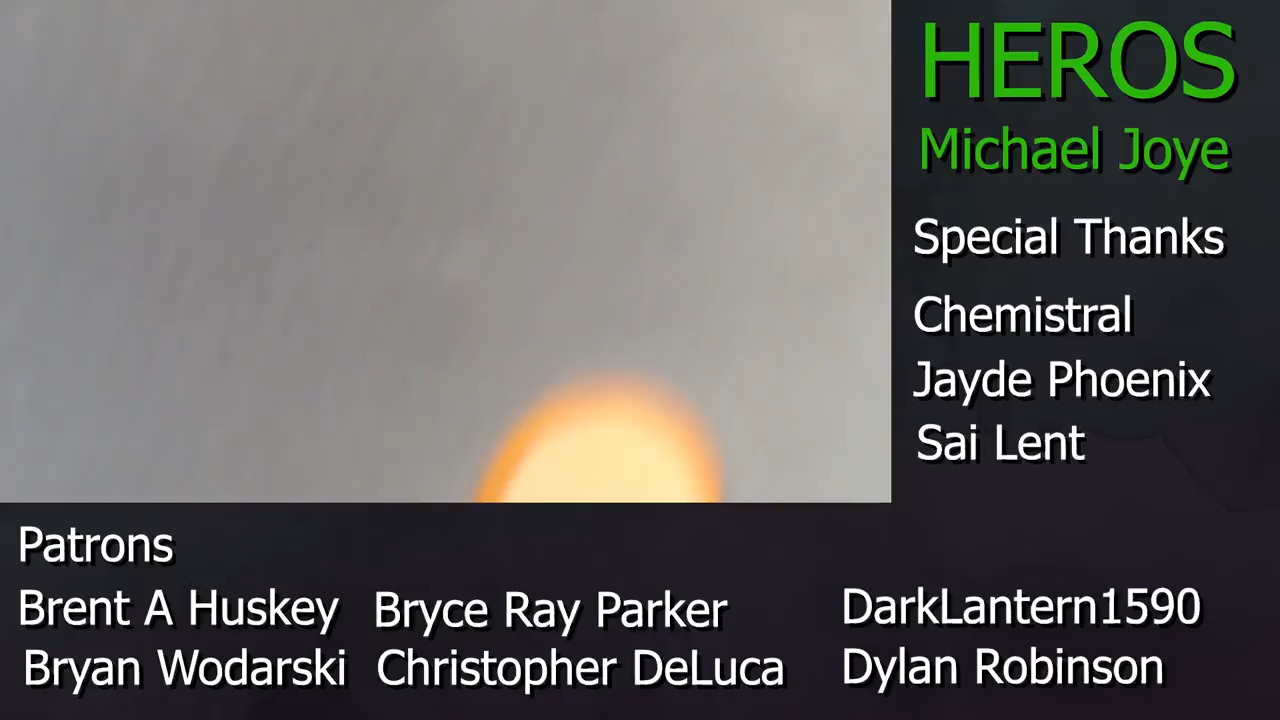 HEROS
Michael Joye
Special Thanks
Chemistral
Jayde Phoenix
Sai Lent
Patrons
Brent A Huskey Bryce Ray Parker DarkLantern1590
Bryan Wodarski Christopher DeLuca Dylan Robinson